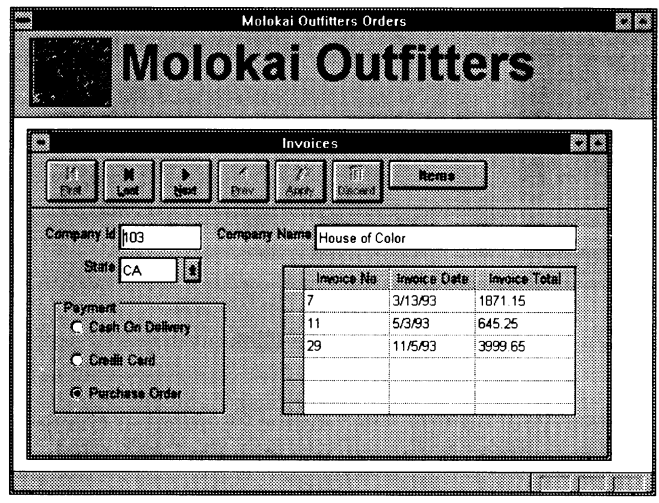 Molokai Outfitters Orders
Molokai Outfitters
Invoices
First Last Next Prev Apply Discard Items
Company Id 103 Company Name House of Color
State CA
Invoice No Invoice Date Invoice Total
Payment
7 3/13/93 1871.15
Cash On Delivery
11 5/3/93 645.25
Credit Card
29 11/5/93 3999.65
Purchase Order